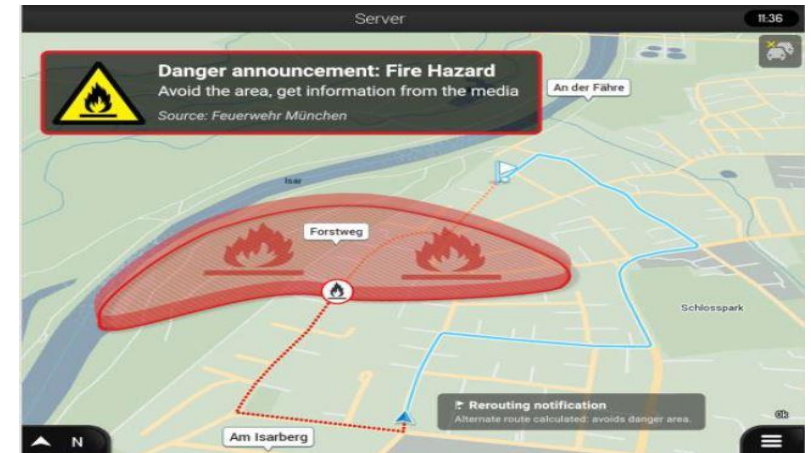 Server
11:36
Danger announcement: Fire Hazard
Avoid the area, get information from the media
Source: Feuerwehr München
An der Fähre
Isar
Forstweg
Schlosspark
Rerouting notification
Alternate route calculated: avoids danger area.
Am Isarberg
N